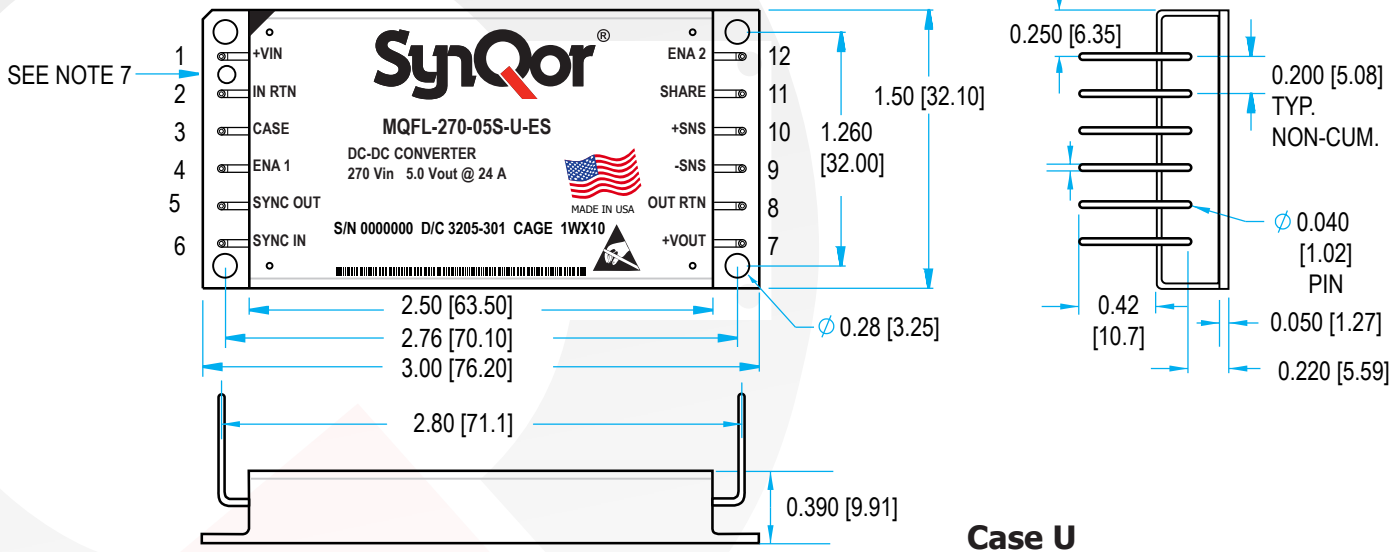 SEE NOTE 7
1
2
3
4
5
6
+VIN
IN RTN
CASE
ENA 1
SYNC OUT
SYNC IN
SynQor®
MQFL-270-05S-U-ES
DC-DC CONVERTER
270 Vin 5.0 Vout @ 24 A
MADE IN USA
S/N 0000000 D/C 3205-301 CAGE 1WX10
ENA 2
SHARE
+SNS
-SNS
OUT RTN
+VOUT
12
11
10
9
8
7
1.50 [32.10]
1.260
[32.00]
2.50 [63.50]
2.76 [70.10]
3.00 [76.20]
Ø 0.28 [3.25]
2.80 [71.1]
0.390 [9.91]
0.250 [6.35]
0.200 [5.08]
TYP.
NON-CUM.
Ø 0.040
[1.02]
PIN
0.42
[10.7]
0.050 [1.27]
0.220 [5.59]
Case U